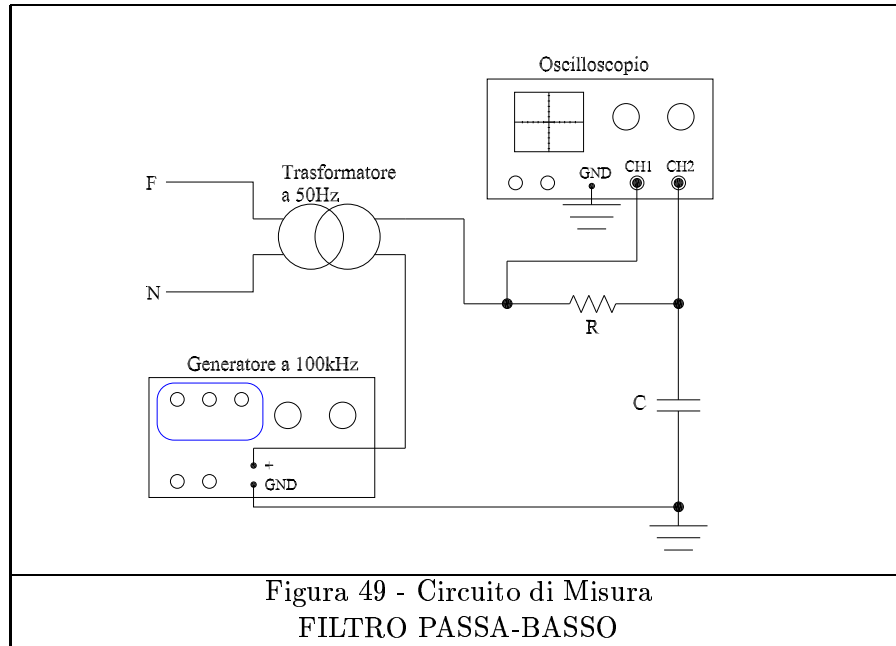 Oscilloscopio
GND CH1 CH2
Trasformatore
a 50Hz
F
N
R
Generatore a 100kHz
C
+
GND
Figura 49 - Circuito di Misura
FILTRO PASSA-BASSO